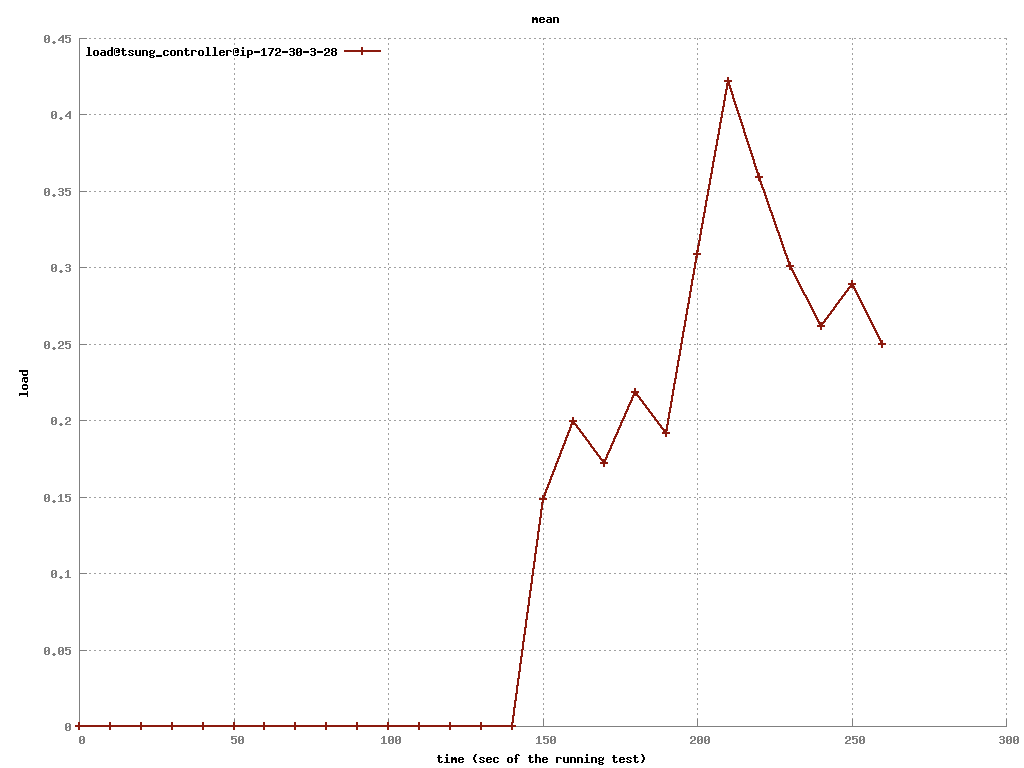 mean
load@tsung_controller@ip-172-30-3-28
0.45
0.4
0.35
0.3
0.25
0.2
0.15
0.1
0.05
0
load
0 50 100 150 200 250 300
time (sec of the running test)